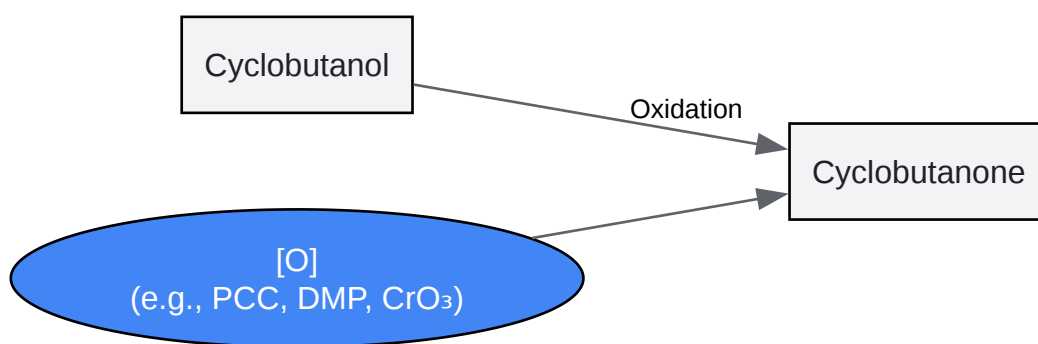 Cyclobutanol
Oxidation
Cyclobutanone
[O]
(e.g., PCC, DMP, CrO₃)